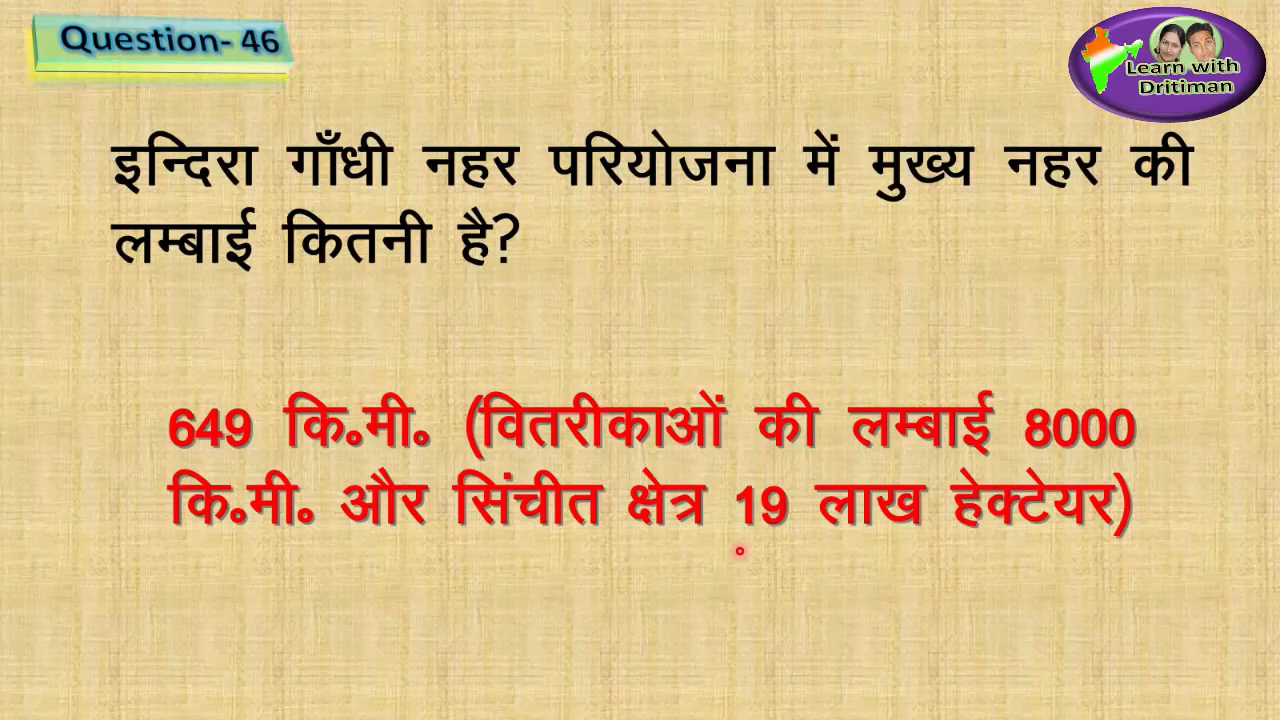 Question- 46
Learn with
Dritiman
इन्दिरा गाँधी नहर परियोजना में मुख्य नहर की
लम्बाई कितनी है?
649 कि॰मी॰ (वितरीकाओं की लम्बाई 8000
कि॰मी॰ और सिंचीत क्षेत्र 19 लाख हेक्टेयर)